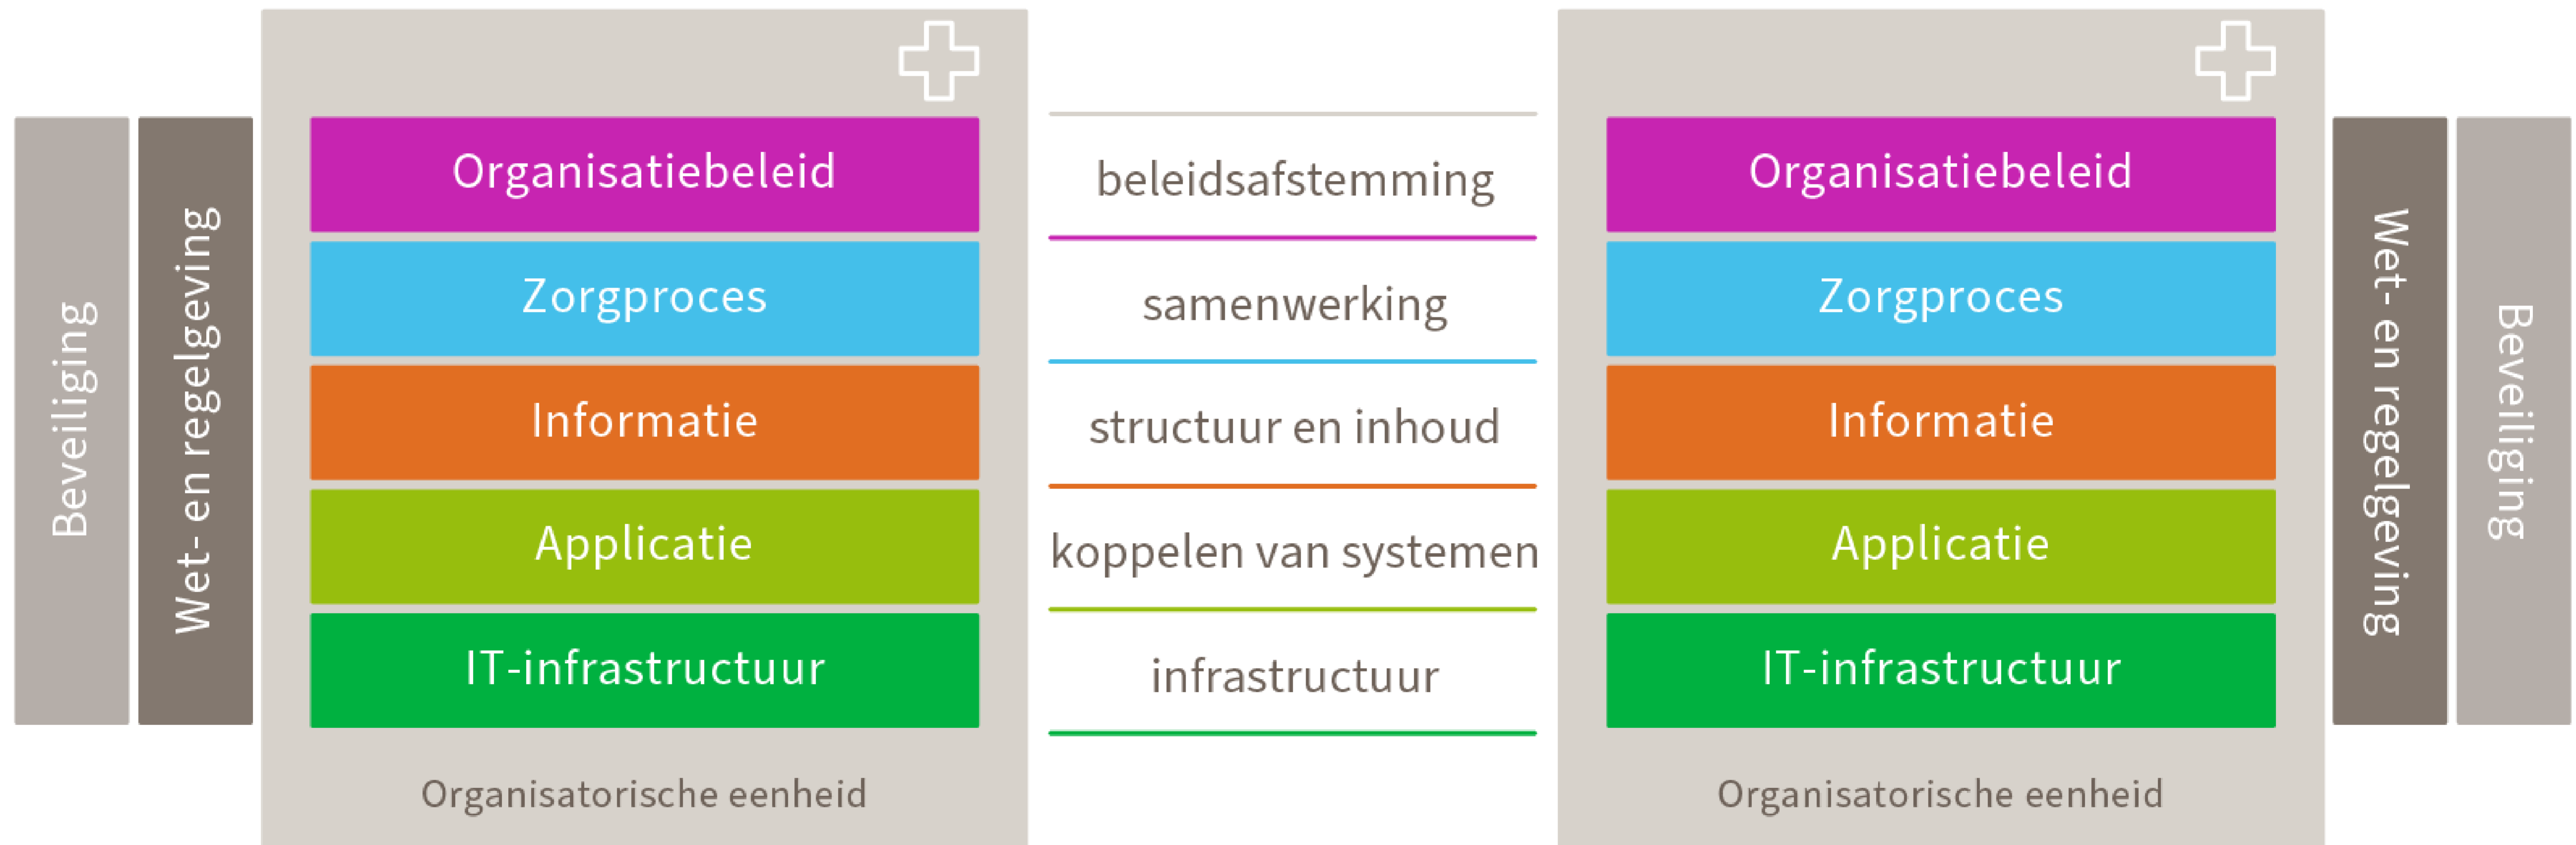 Beveiliging
Wet- en regelgeving
Organisatiebeleid
Zorgproces
Informatie
Applicatie
IT-infrastructuur
Organisatorische eenheid
beleidsafstemming
samenwerking
structuur en inhoud
koppelen van systemen
infrastructuur
Organisatiebeleid
Zorgproces
Informatie
Applicatie
IT-infrastructuur
Organisatorische eenheid
Wet- en regelgeving
Beveiliging